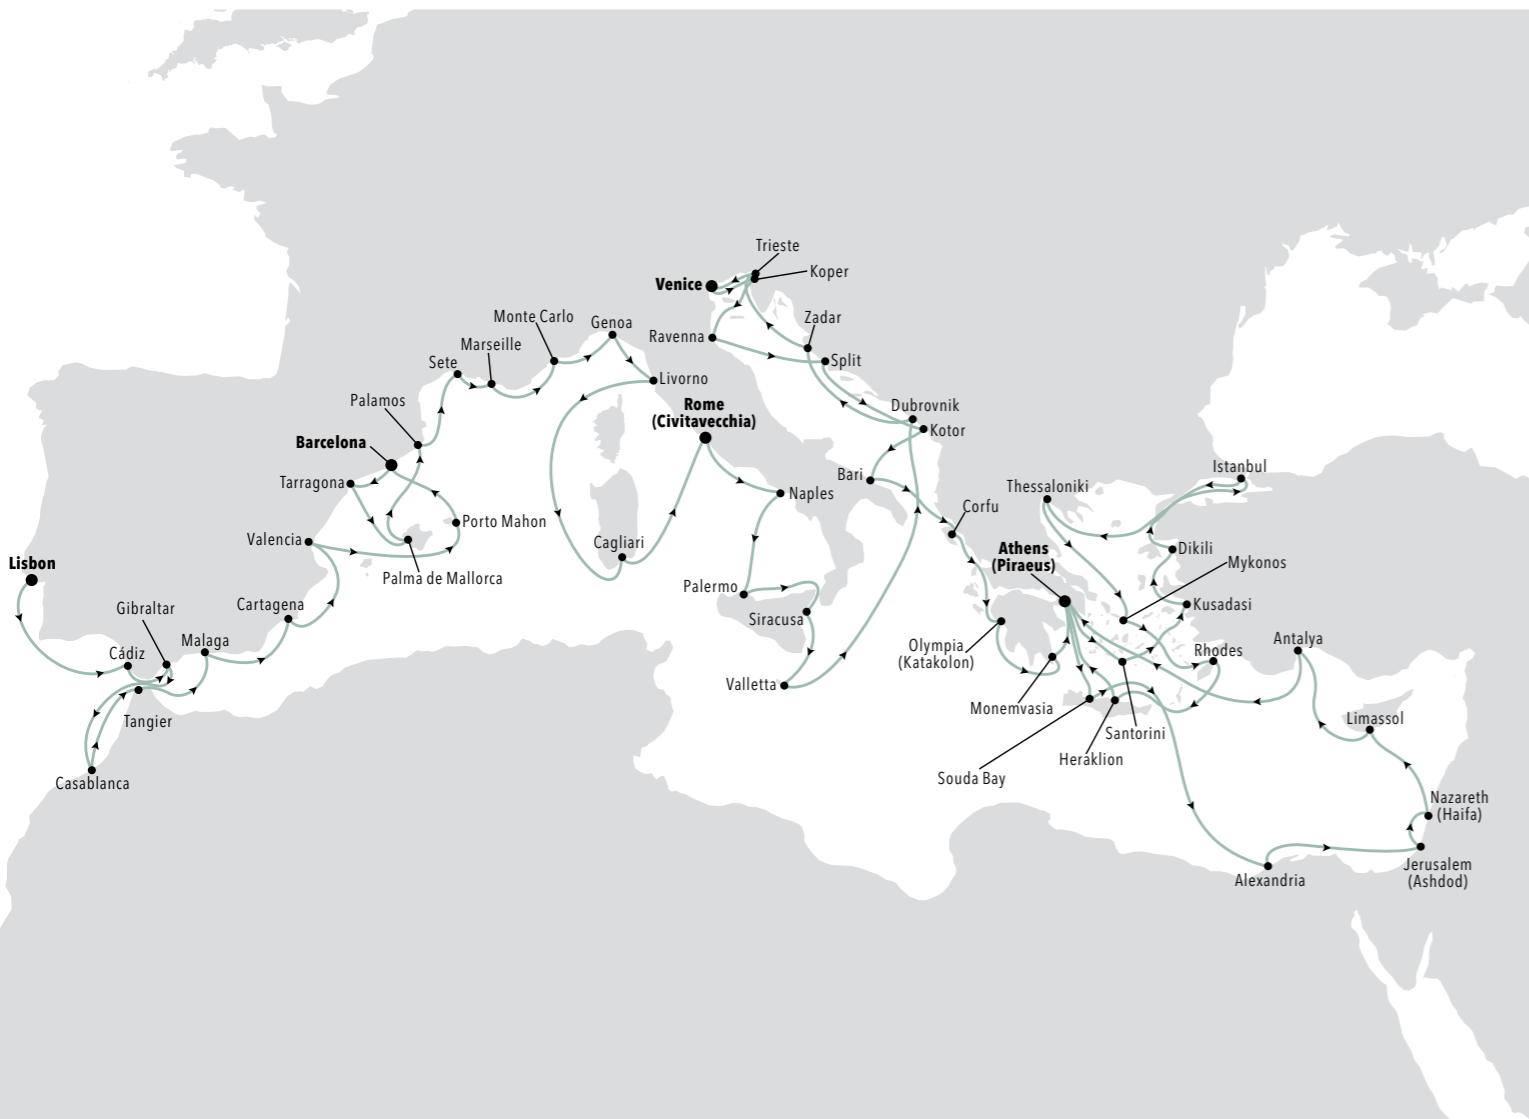 Trieste
Koper
Venice
Zadar
Monte Carlo
Genoa
Ravenna
Marseille
Split
Sete
Livorno
Palamos
Rome
(Civitavecchia)
Dubrovnik
Kotor
Barcelona
Istanbul
Bari
Tarragona
Thessaloniki
Naples
Corfu
Porto Mahon
Valencia
Cagliari
Dikili
Athens
(Piraeus)
Mykonos
Lisbon
Palma de Mallorca
Palermo
Gibraltar
Cartagena
Kusadasi
Siracusa
Malaga
Antalya
Olympia
(Katakolon)
Rhodes
Cádiz
Valletta
Monemvasia
Tangier
Limassol
Santorini
Heraklion
Souda Bay
Casablanca
Nazareth
(Haifa)
Jerusalem
(Ashdod)
Alexandria